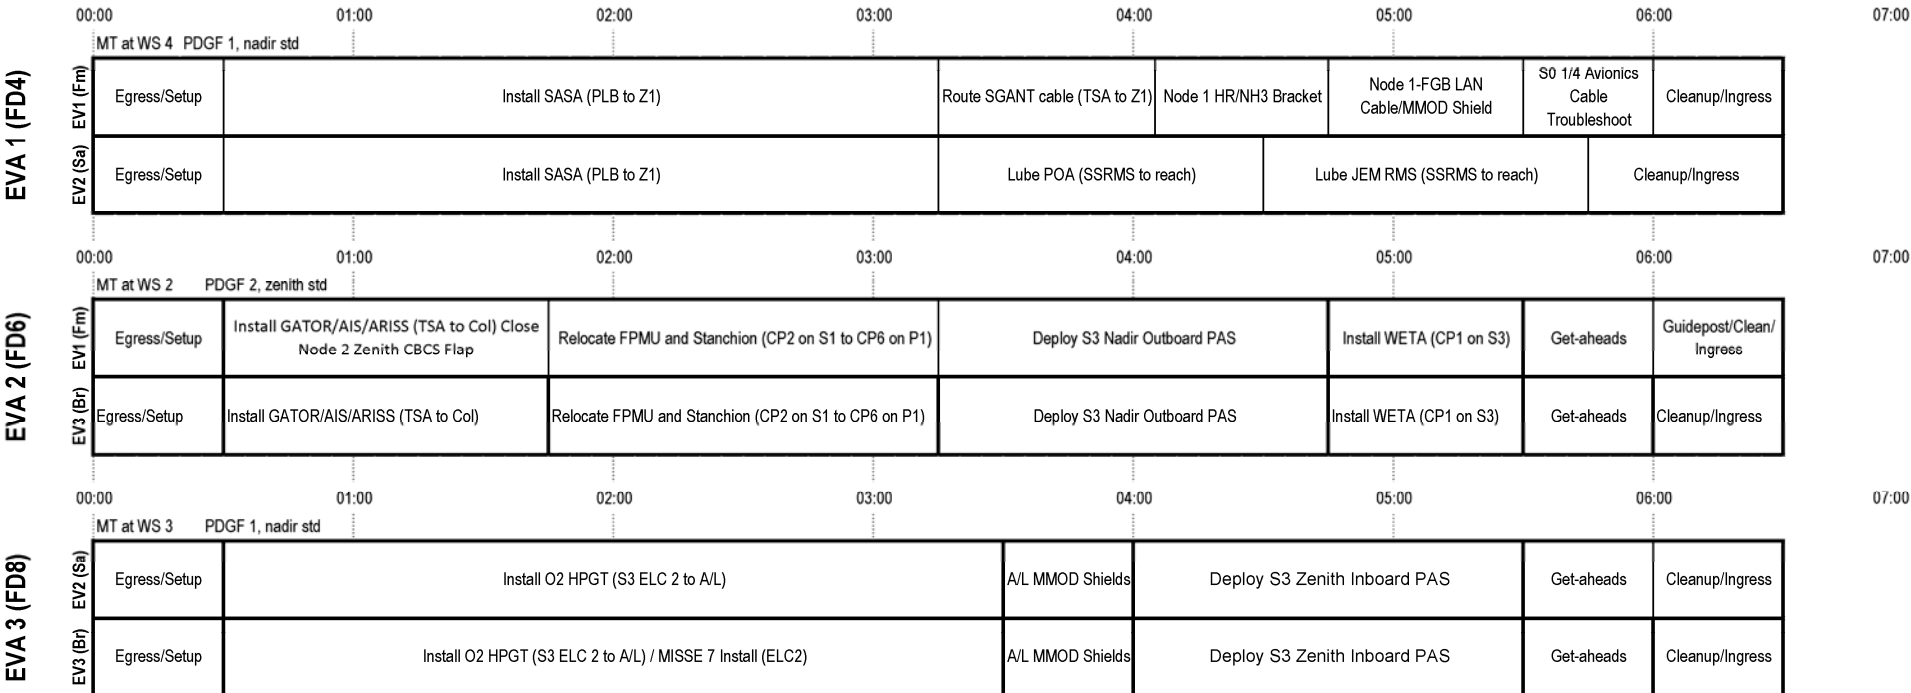 00:00 01:00 02:00 03:00 04:00 05:00 06:00 07:00
MT at WS 4 PDGF 1, nadir std
EVA 1 (FD4)
EV1 (Fm)
Egress/Setup
Install SASA (PLB to Z1)
Route SGANT cable (TSA to Z1)
Node 1 HR/NH3 Bracket
Node 1-FGB LAN
Cable/MMOD Shield
S0 1/4 Avionics
Cable
Troubleshoot
Cleanup/Ingress
EV2 (Sa)
Egress/Setup
Install SASA (PLB to Z1)
Lube POA (SSRMS to reach)
Lube JEM RMS (SSRMS to reach)
Cleanup/Ingress
00:00 01:00 02:00 03:00 04:00 05:00 06:00 07:00
MT at WS 2 PDGF 2, zenith std
EVA 2 (FD6)
EV1 (Fm)
Egress/Setup
Install GATOR/AIS/ARISS (TSA to Col) Close
Node 2 Zenith CBCS Flap
Relocate FPMU and Stanchion (CP2 on S1 to CP6 on P1)
Deploy S3 Nadir Outboard PAS
Install WETA (CP1 on S3)
Get-aheads
Guidepost/Clean/
Ingress
EV3 (Br)
Egress/Setup
Install GATOR/AIS/ARISS (TSA to Col)
Relocate FPMU and Stanchion (CP2 on S1 to CP6 on P1)
Deploy S3 Nadir Outboard PAS
Install WETA (CP1 on S3)
Get-aheads
Cleanup/Ingress
00:00 01:00 02:00 03:00 04:00 05:00 06:00 07:00
MT at WS 3 PDGF 1, nadir std
EVA 3 (FD8)
EV2 (Sa)
Egress/Setup
Install O2 HPGT (S3 ELC 2 to A/L)
A/L MMOD Shields
Deploy S3 Zenith Inboard PAS
Get-aheads
Cleanup/Ingress
EV3 (Br)
Egress/Setup
Install O2 HPGT (S3 ELC 2 to A/L) / MISSE 7 Install (ELC2)
A/L MMOD Shields
Deploy S3 Zenith Inboard PAS
Get-aheads
Cleanup/Ingress